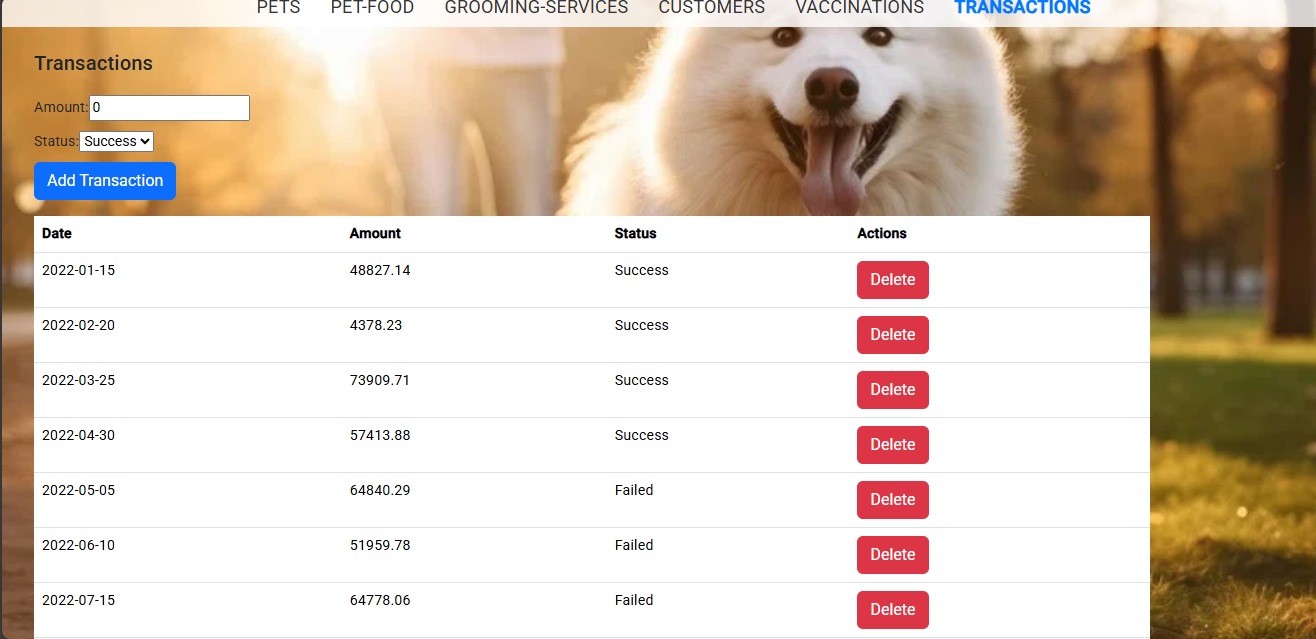 PETS PET-FOOD GROOMING-SERVICES CUSTOMERS VACCINATIONS TRANSACTIONS
Transactions
Amount: 0
Status: Success
Add Transaction
Date Amount Status Actions
2022-01-15 48827.14 Success Delete
2022-02-20 4378.23 Success Delete
2022-03-25 73909.71 Success Delete
2022-04-30 57413.88 Success Delete
2022-05-05 64840.29 Failed Delete
2022-06-10 51959.78 Failed Delete
2022-07-15 64778.06 Failed Delete